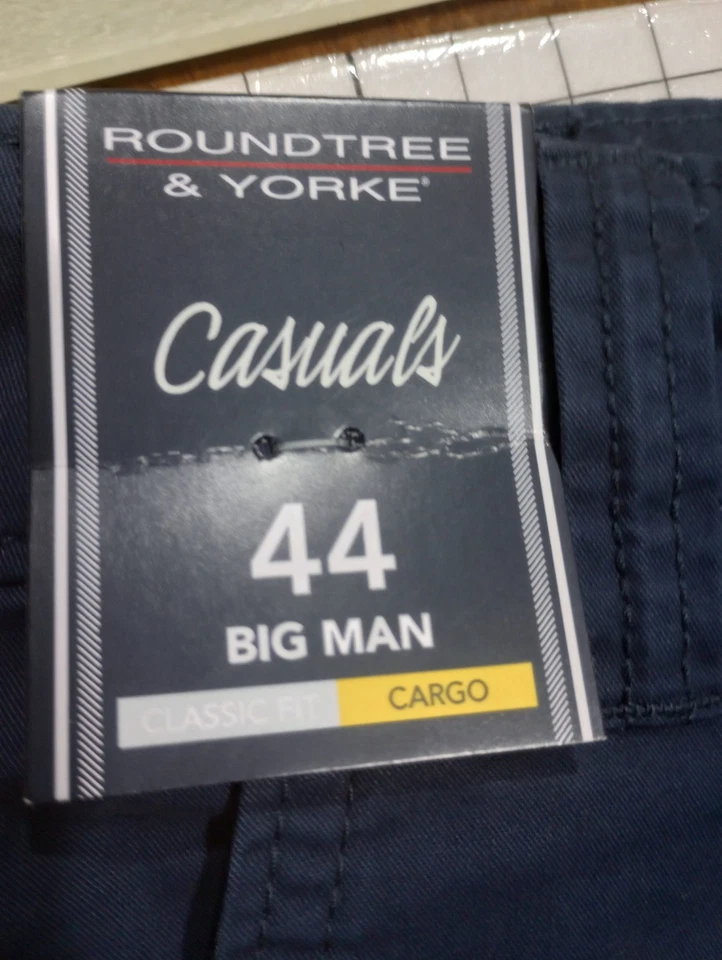 ROUNDTREE
& YORKE®
Casuals
44
BIG MAN
CLASSIC FIT CARGO